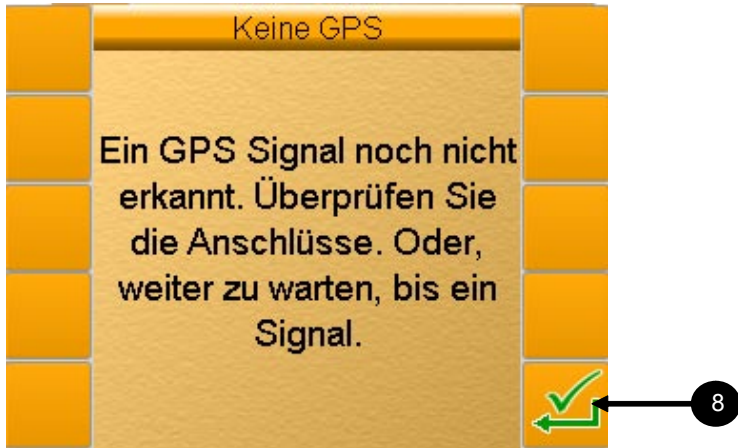 Keine GPS
Ein GPS Signal noch nicht
erkannt. Überprüfen Sie
die Anschlüsse. Oder,
weiter zu warten, bis ein
Signal.
8